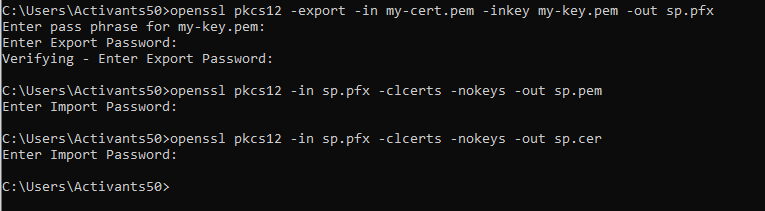 C:\Users\Activants50>openssl pkcs12 -export -in my-cert.pem -inkey my-key.pem -out sp.pfx
Enter pass phrase for my-key.pem:
Enter Export Password:
Verifying - Enter Export Password:
C:\Users\Activants50>openssl pkcs12 -in sp.pfx -clcerts -nokeys -out sp.pem
Enter Import Password:
C:\Users\Activants50>openssl pkcs12 -in sp.pfx -clcerts -nokeys -out sp.cer
Enter Import Password:
C:\Users\Activants50>